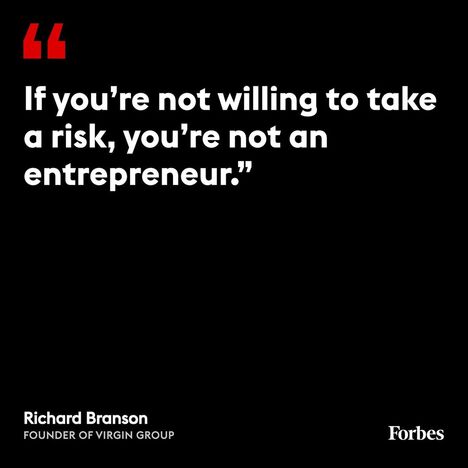 “
If you’re not willing to take
a risk, you’re not an
entrepreneur.”
Richard Branson
FOUNDER OF VIRGIN GROUP
Forbes